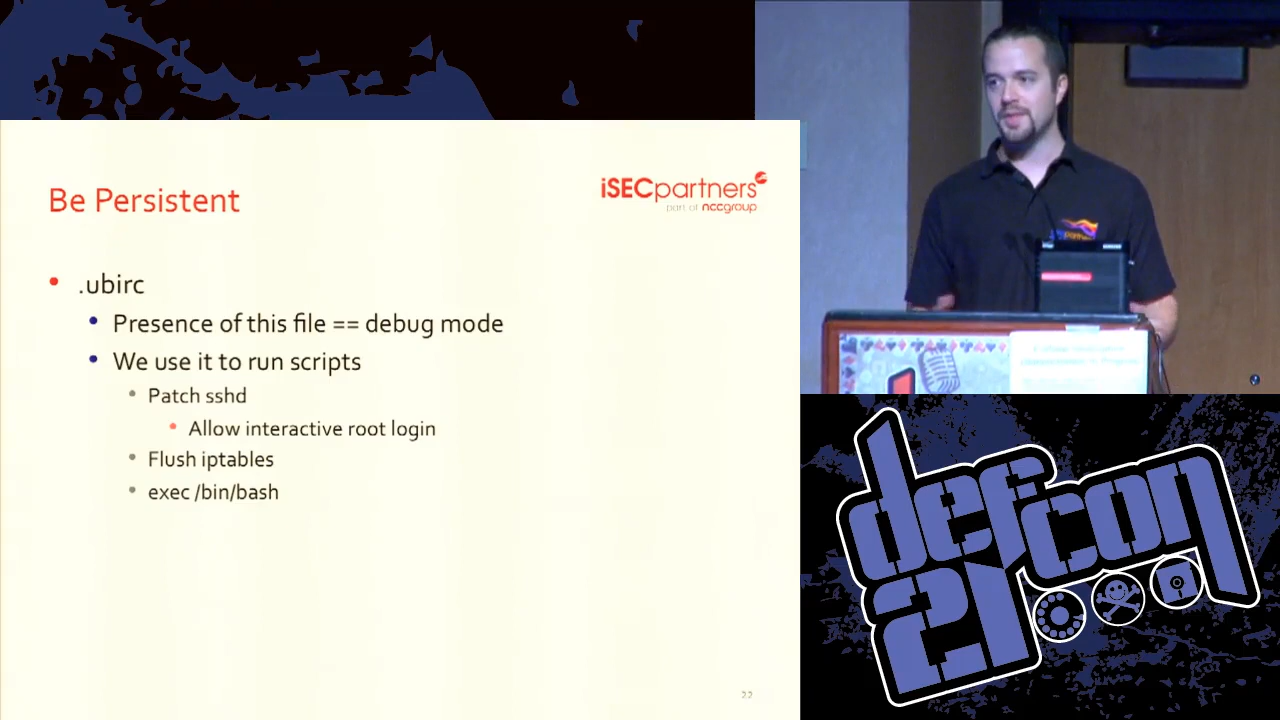 Be Persistent
iSECpartners
part of nccgroup
.ubirc
Presence of this file == debug mode
We use it to run scripts
Patch sshd
Allow interactive root login
Flush iptables
exec /bin/bash
22
defcon
21